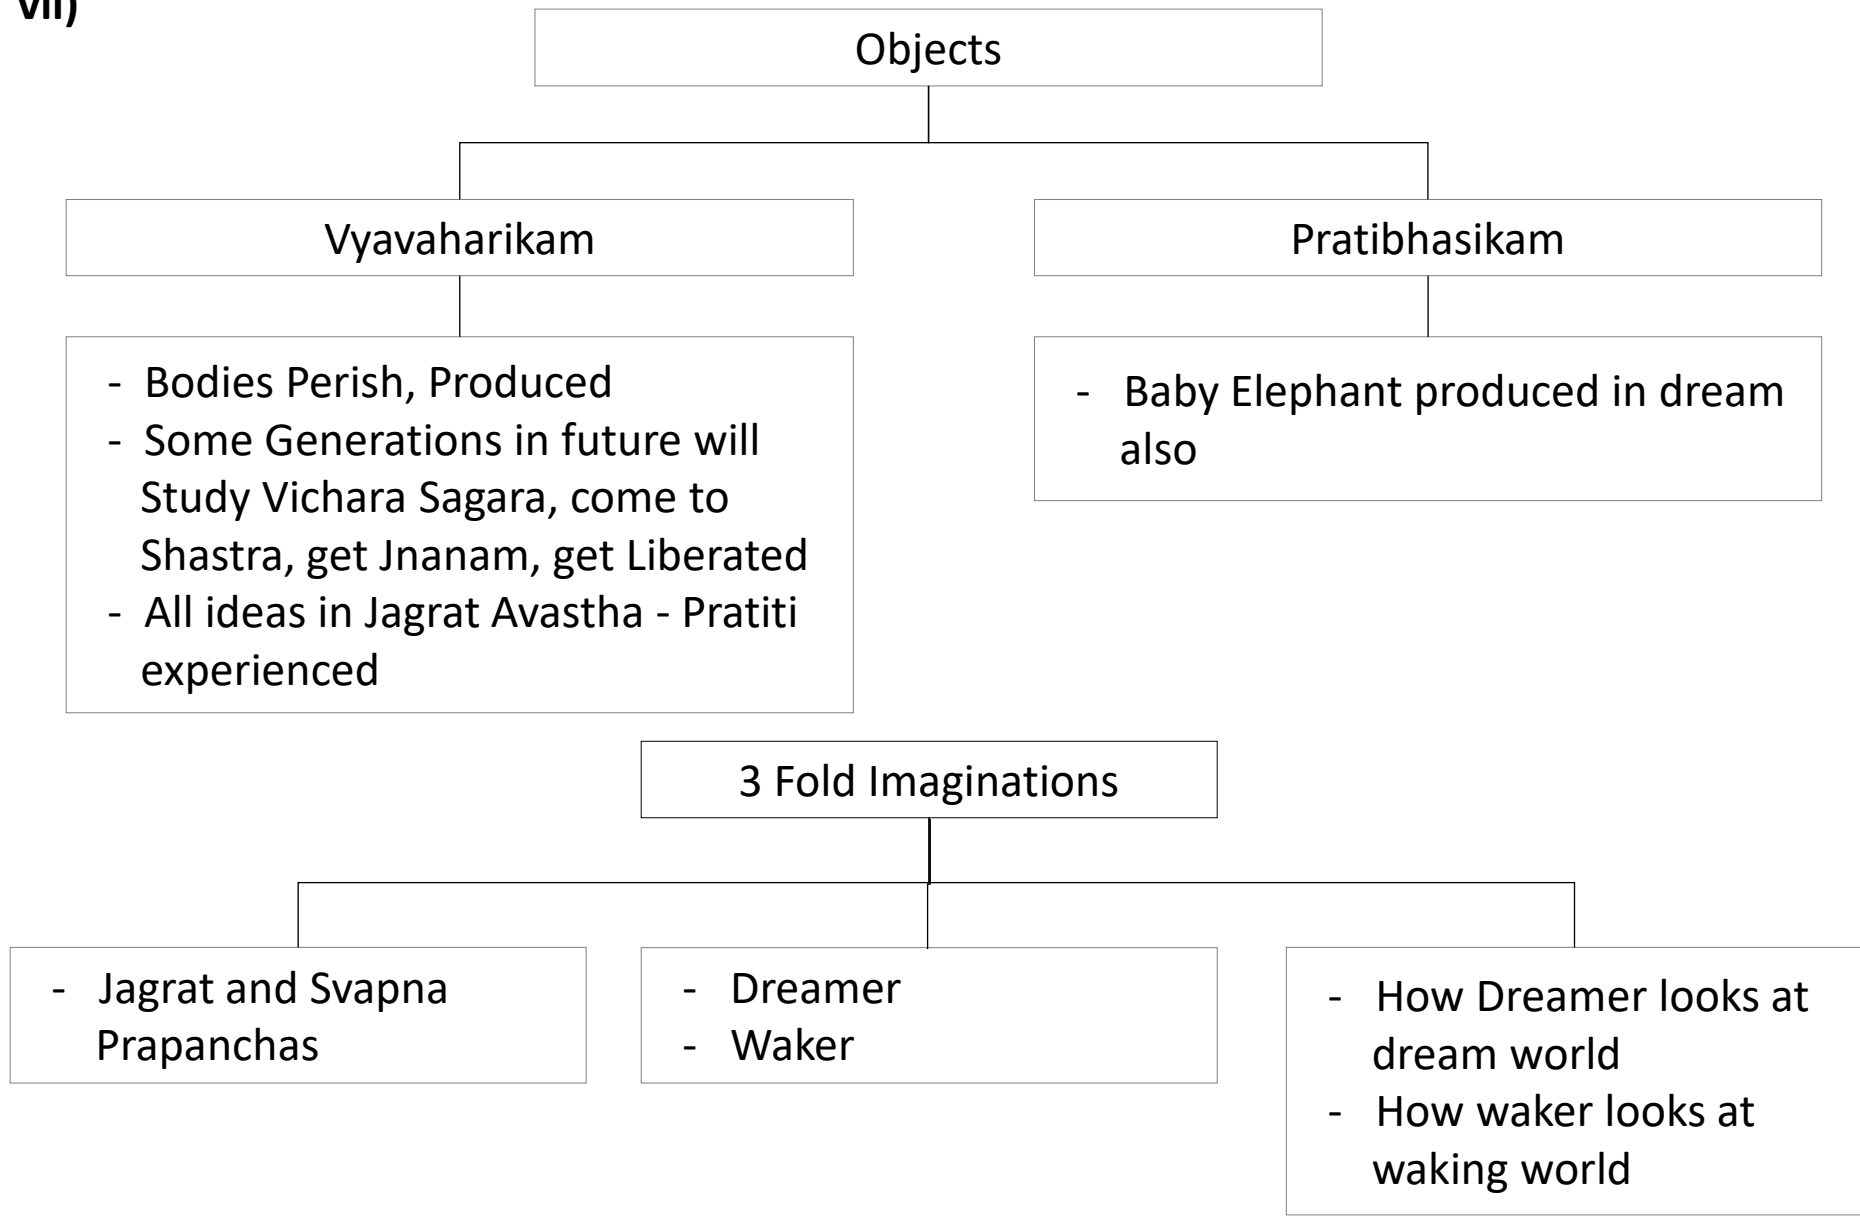 vii)
Objects
Vyavaharikam
Pratibhasikam
- Bodies Perish, Produced
- Some Generations in future will
Study Vichara Sagara, come to
Shastra, get Jnanam, get Liberated
- All ideas in Jagrat Avastha - Pratiti
experienced
- Baby Elephant produced in dream
also
3 Fold Imaginations
- Jagrat and Svapna
Prapanchas
- Dreamer
- Waker
- How Dreamer looks at
dream world
- How waker looks at
waking world